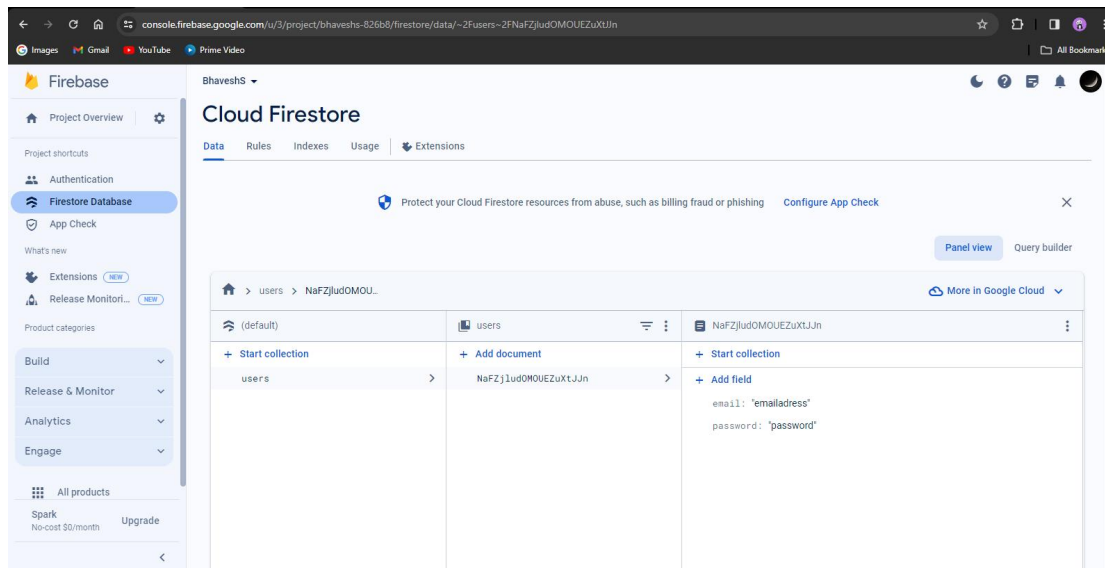 console.firebase.google.com/u/3/project/bhaveshs-826b8/firestore/data/~2Fusers~2FNaFZjludOMOUEZuXtJJn
Images Gmail YouTube Prime Video All Bookmark
Firebase
Project Overview
Project shortcuts
Authentication
Firestore Database
App Check
What's new
Extensions NEW
Release Monitori... NEW
Product categories
Build
Release & Monitor
Analytics
Engage
All products
Spark
No-cost $0/month
Upgrade
BhaveshS
Cloud Firestore
Data Rules Indexes Usage Extensions
Protect your Cloud Firestore resources from abuse, such as billing fraud or phishing Configure App Check
Panel view Query builder
users > NaFZjludOMOU... More in Google Cloud
(default) users NaFZjludOMOUEZuXtJJn
+ Start collection + Add document + Start collection
users NaFZjludOMOUEZuXtJJn + Add field
email: "emailadress"
password: "password"